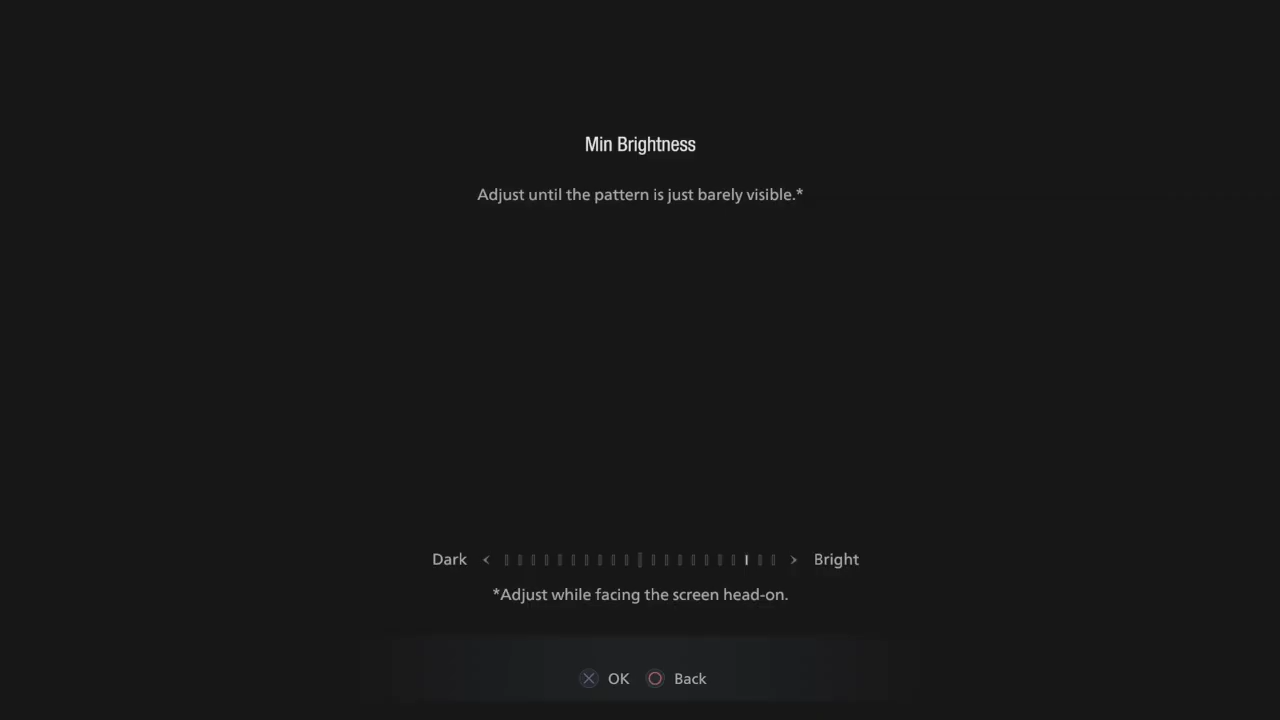 Min Brightness
Adjust until the pattern is just barely visible.*
Dark Bright
*Adjust while facing the screen head-on.
OK Back